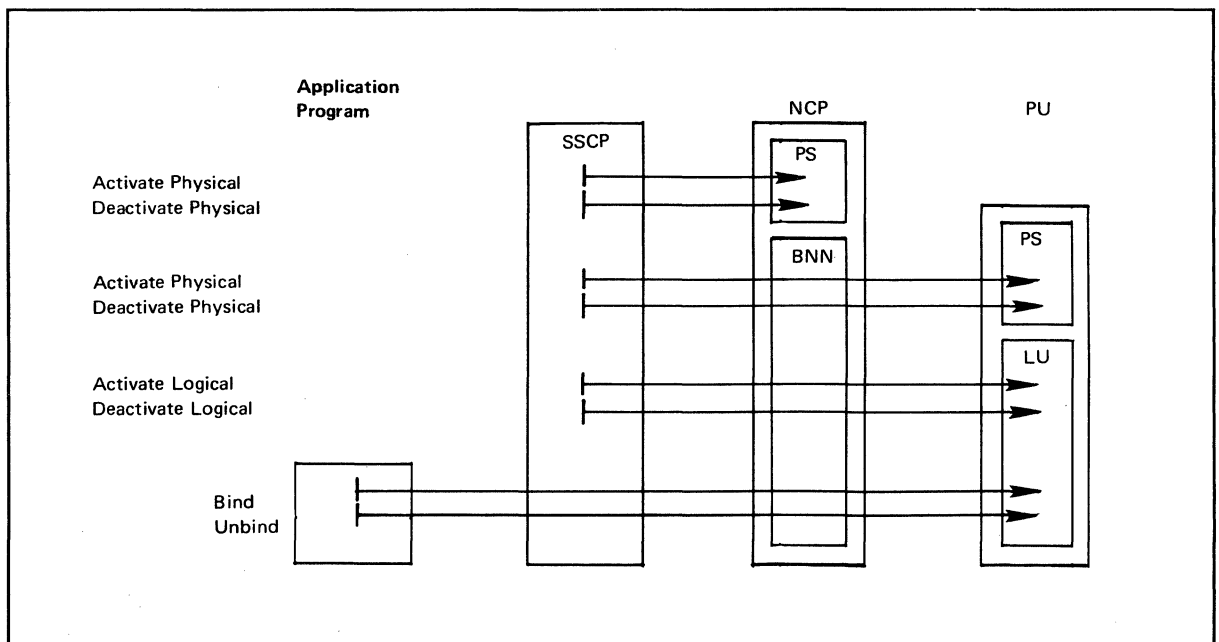 Application
Program
NCP
PU
SSCP
PS
Activate Physical
Deactivate Physical
PS
BNN
Activate Physical
Deactivate Physical
LU
Activate Logical
Deactivate Logical
Bind
Unbind